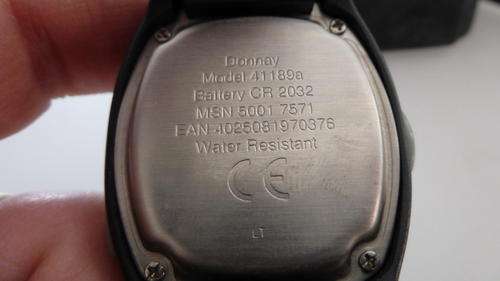 Donnay
Model 41189a
Battery CR 2032
MSN 5001 7571
EAN 4025081970376
Water Resistant
CE
LT